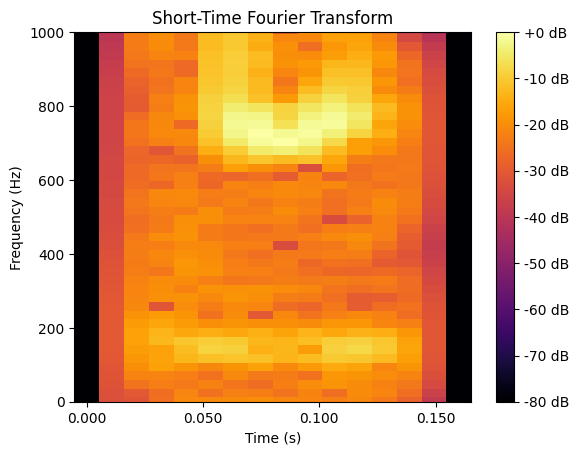 Short-Time Fourier Transform
1000
800
600
400
200
0
Frequency (Hz)
0.000
0.050
0.100
0.150
Time (s)
+0 dB
-10 dB
-20 dB
-30 dB
-40 dB
-50 dB
-60 dB
-70 dB
-80 dB